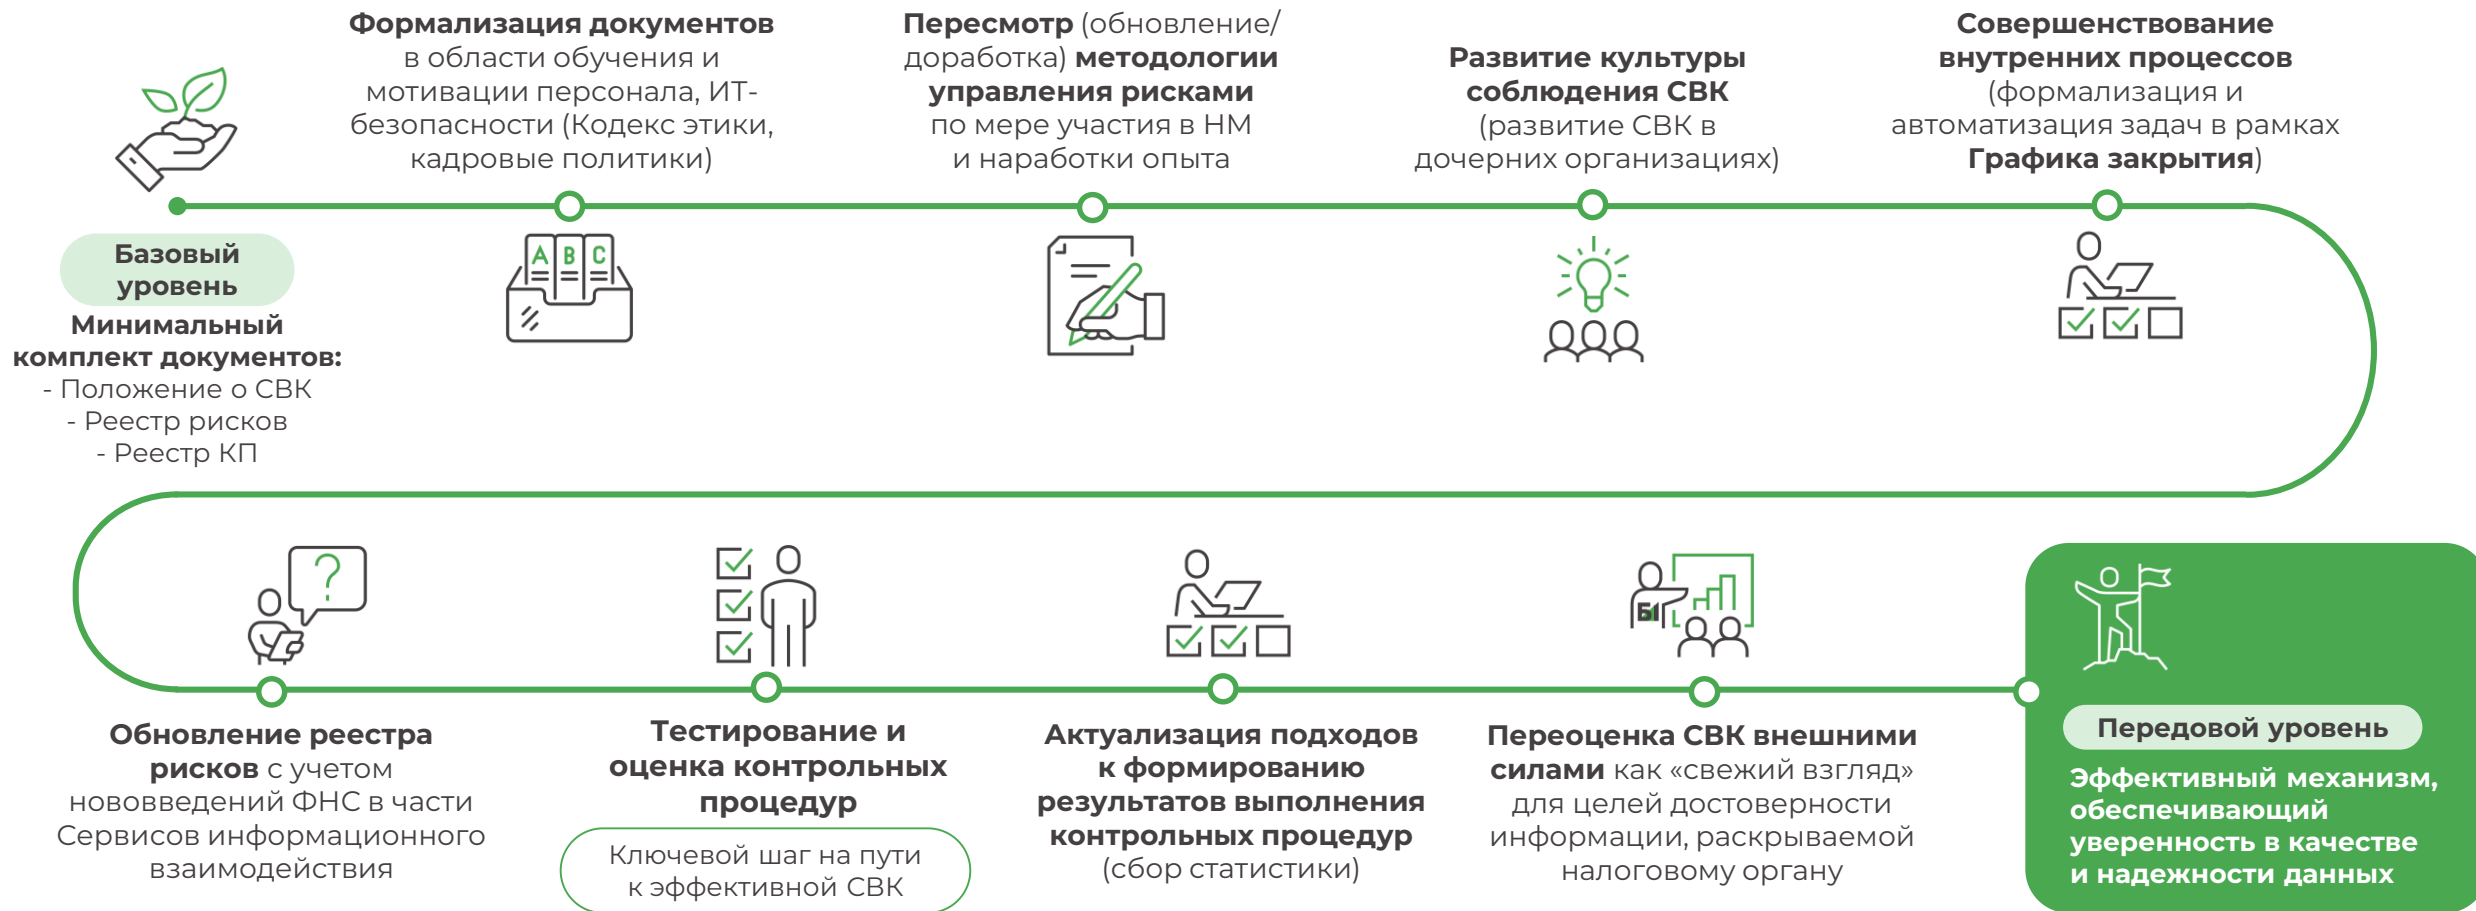 Формализация документов
в области обучения и
мотивации персонала, ИТ-
безопасности (Кодекс этики,
кадровые политики)
Пересмотр (обновление/
доработка) методологии
управления рисками
по мере участия в НМ
и наработки опыта
Развитие культуры
соблюдения СВК
(развитие СВК в
дочерних организациях)
Совершенствование
внутренних процессов
(формализация и
автоматизация задач в рамках
Графика закрытия)
Базовый
уровень
Минимальный
комплект документов:
- Положение о СВК
- Реестр рисков
- Реестр КП
A B C
?
Обновление реестра
рисков с учетом
нововведений ФНС в части
Сервисов информационного
взаимодействия
Тестирование и
оценка контрольных
процедур
Ключевой шаг на пути
к эффективной СВК
Актуализация подходов
к формированию
результатов выполнения
контрольных процедур
(сбор статистики)
Б1
Переоценка СВК внешними
силами как «свежий взгляд»
для целей достоверности
информации, раскрываемой
налоговому органу
Передовой уровень
Эффективный механизм,
обеспечивающий
уверенность в качестве
и надежности данных